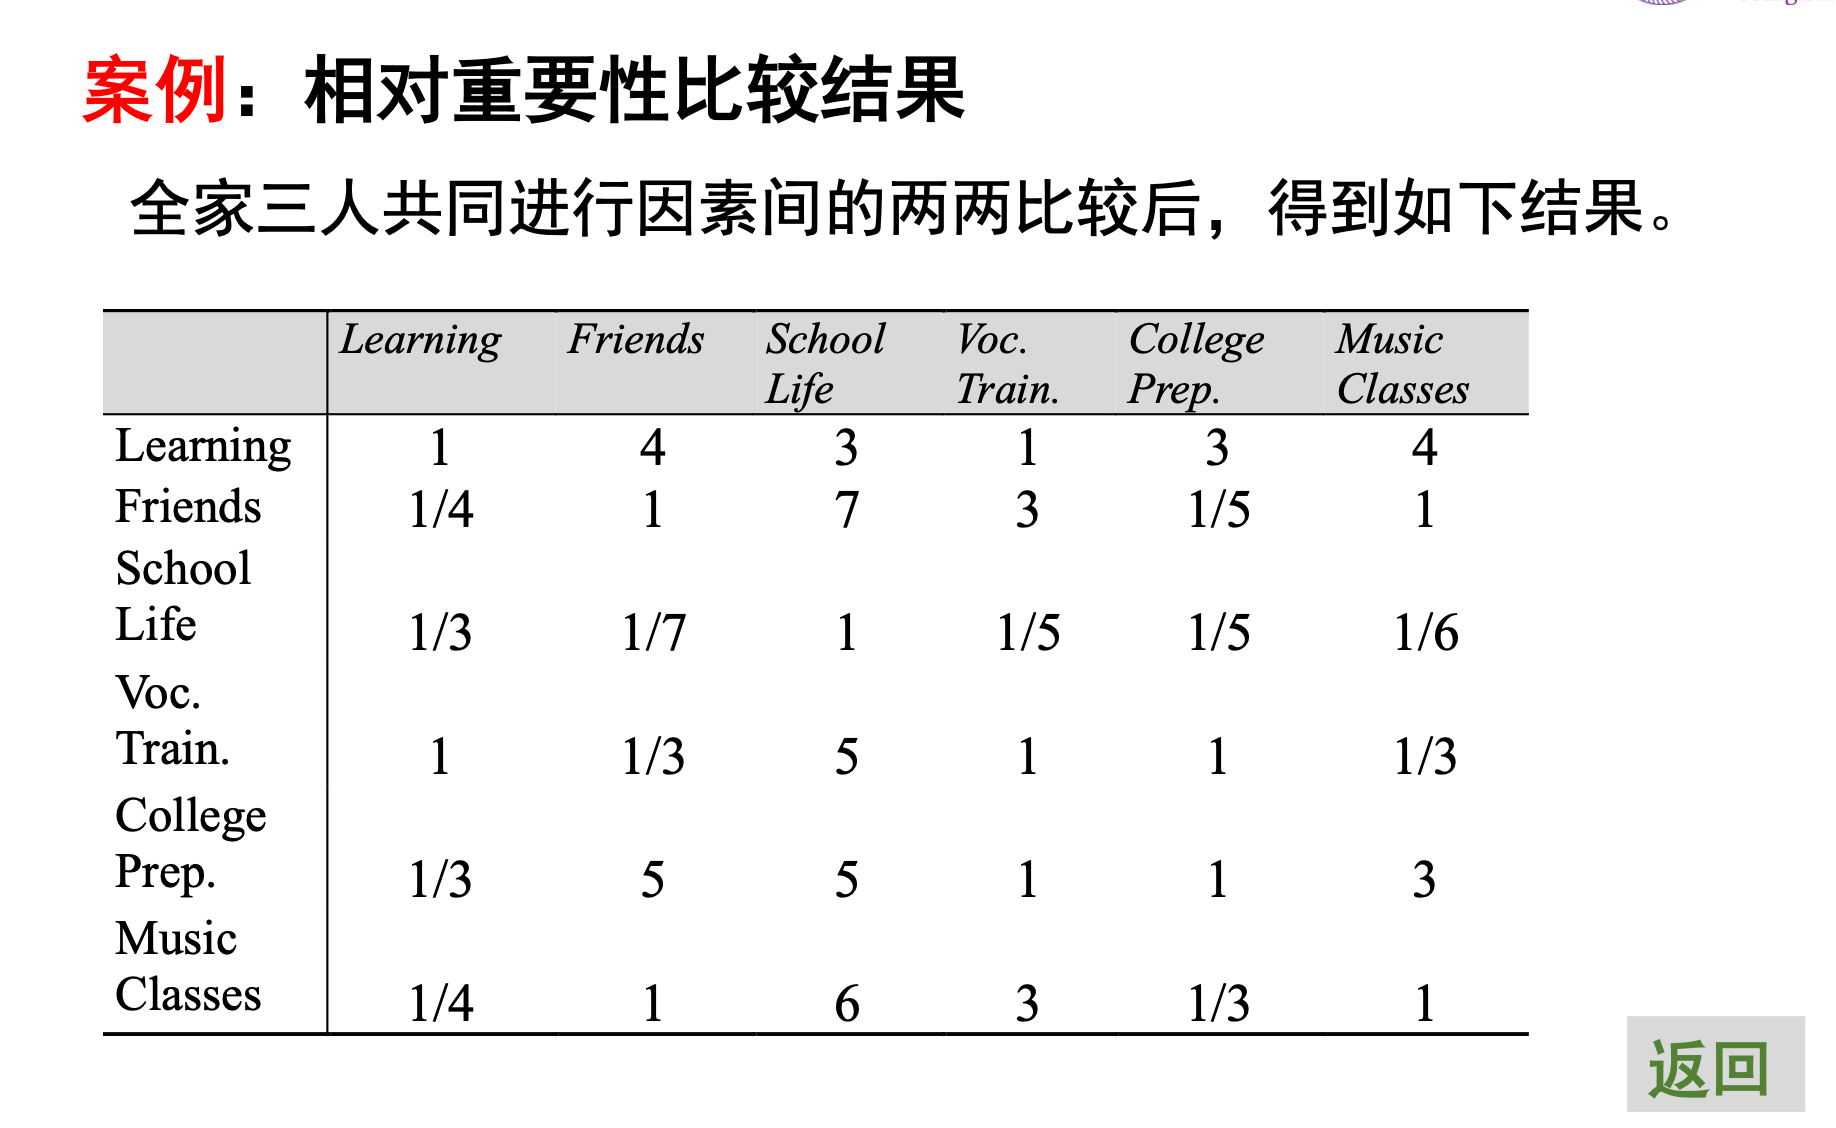 案例：相对重要性比较结果
全家三人共同进行因素间的两两比较后，得到如下结果。
Learning Friends School Life Voc. Train. College Prep. Music Classes
Learning 1 4 3 1 3 4
Friends 1/4 1 7 3 1/5 1
School Life 1/3 1/7 1 1/5 1/5 1/6
Voc. Train. 1 1/3 5 1 1 1/3
College Prep. 1/3 5 5 1 1 3
Music Classes 1/4 1 6 3 1/3 1
返回